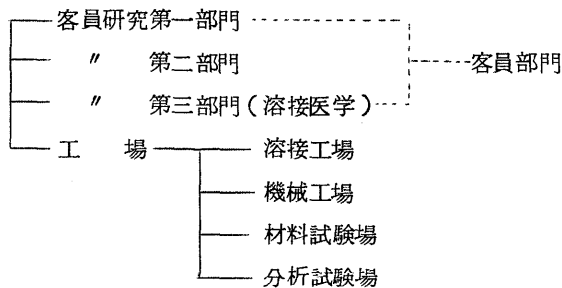 客員研究第一部門
〃 第二部門 客員部門
〃 第三部門(溶接医学)
工場 溶接工場
機械工場
材料試験場
分析試験場